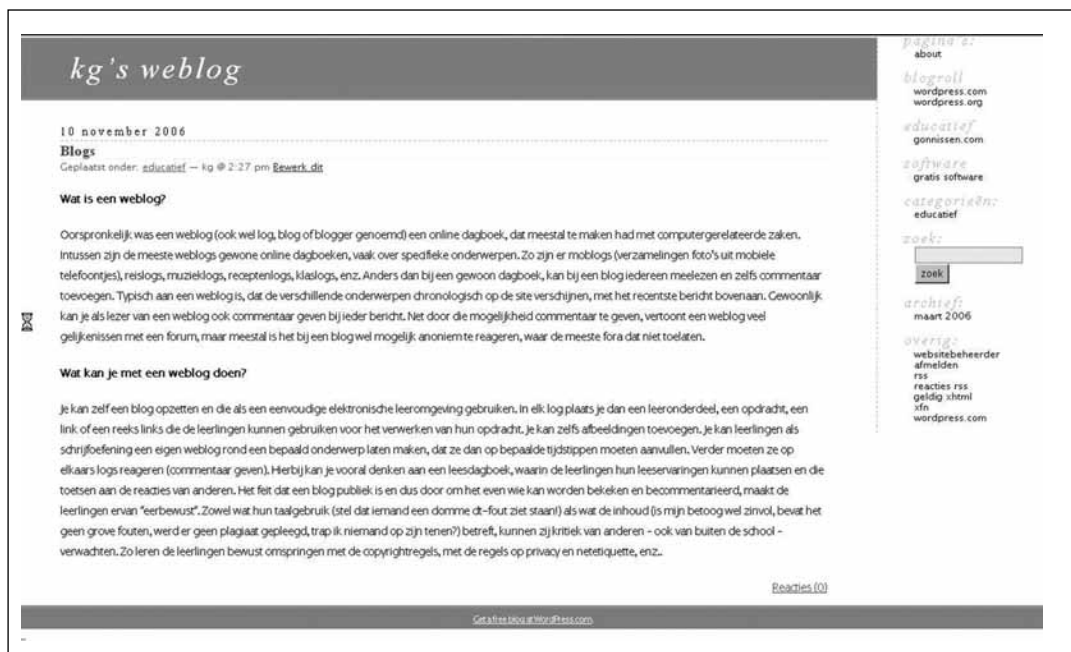 kg's weblog
10 november 2006
Blogs
Geplaatst onder: educatief — kg @ 2:27 pm Bewerk dit
Wat is een weblog?
Oorspronkelijk was een weblog (ook wel log, blog of blogger genoemd) een online dagboek, dat meestal te maken had met computergerelateerde zaken.
Intussen zijn de meeste weblogs gewone online dagboeken, vaak over specifieke onderwerpen. Zo zijn er moblogs (verzamelingen foto's uit mobiele
telefoontjes), reislogs, muzieklogs, receptenlogs, klaslogs, enz. Anders dan bij een gewoon dagboek, kan bij een blog iedereen meelezen en zelfs commentaar
toevoegen. Typisch aan een weblog is, dat de verschillende onderwerpen chronologisch op de site verschijnen, met het recentste bericht bovenaan. Gewoonlijk
kan je als lezer van een weblog ook commentaar geven bij ieder bericht. Net door die mogelijkheid commentaar te geven, vertoont een weblog veel
gelijkenissen met een forum, maar meestal is het bij een blog wel mogelijk anoniem te reageren, waar de meeste fora dat niet toelaten.
Wat kan je met een weblog doen?
Je kan zelf een blog opzetten en die als een eenvoudige elektronische leeromgeving gebruiken. In elk log plaats je dan een leeronderdeel, een opdracht, een
link of een reeks links die de leerlingen kunnen gebruiken voor het verwerken van hun opdracht. Je kan zelfs afbeeldingen toevoegen. Je kan leerlingen als
schrijfoefening een eigen weblog rond een bepaald onderwerp laten maken, dat ze dan op bepaalde tijdstippen moeten aanvullen. Verder moeten ze op
elkaars logs reageren (commentaar geven). Hierbij kan je vooral denken aan een leesdagboek, waarin de leerlingen hun leeservaringen kunnen plaatsen en die
toetsen aan de reacties van anderen. Het feit dat een blog publiek is en dus door om het even wie kan worden bekeken en becommentarieerd, maakt de
leerlingen ervan "eerbewust". Zowel wat hun taalgebruik (stel dat iemand een domme dt-fout ziet staan!) als wat de inhoud (is mijn betoog wel zinvol, bevat het
geen grove fouten, werd er geen plagiaat gepleegd, trap ik niemand op zijn tenen?) betreft, kunnen zij kritiek van anderen - ook van buiten de school -
verwachten. Zo leren de leerlingen bewust omspringen met de copyrightregels, met de regels op privacy en netetiquette, enz..
Reacties (0)
Get a free blog at WordPress.com
pagina's:
about
blogroll
wordpress.com
wordpress.org
educatief
gonnissen.com
software
gratis software
categorieën:
educatief
zoek:
zoek
archief:
maart 2006
overig:
websitebeheerder
afmelden
rss
reacties rss
geldig xhtml
xfn
wordpress.com